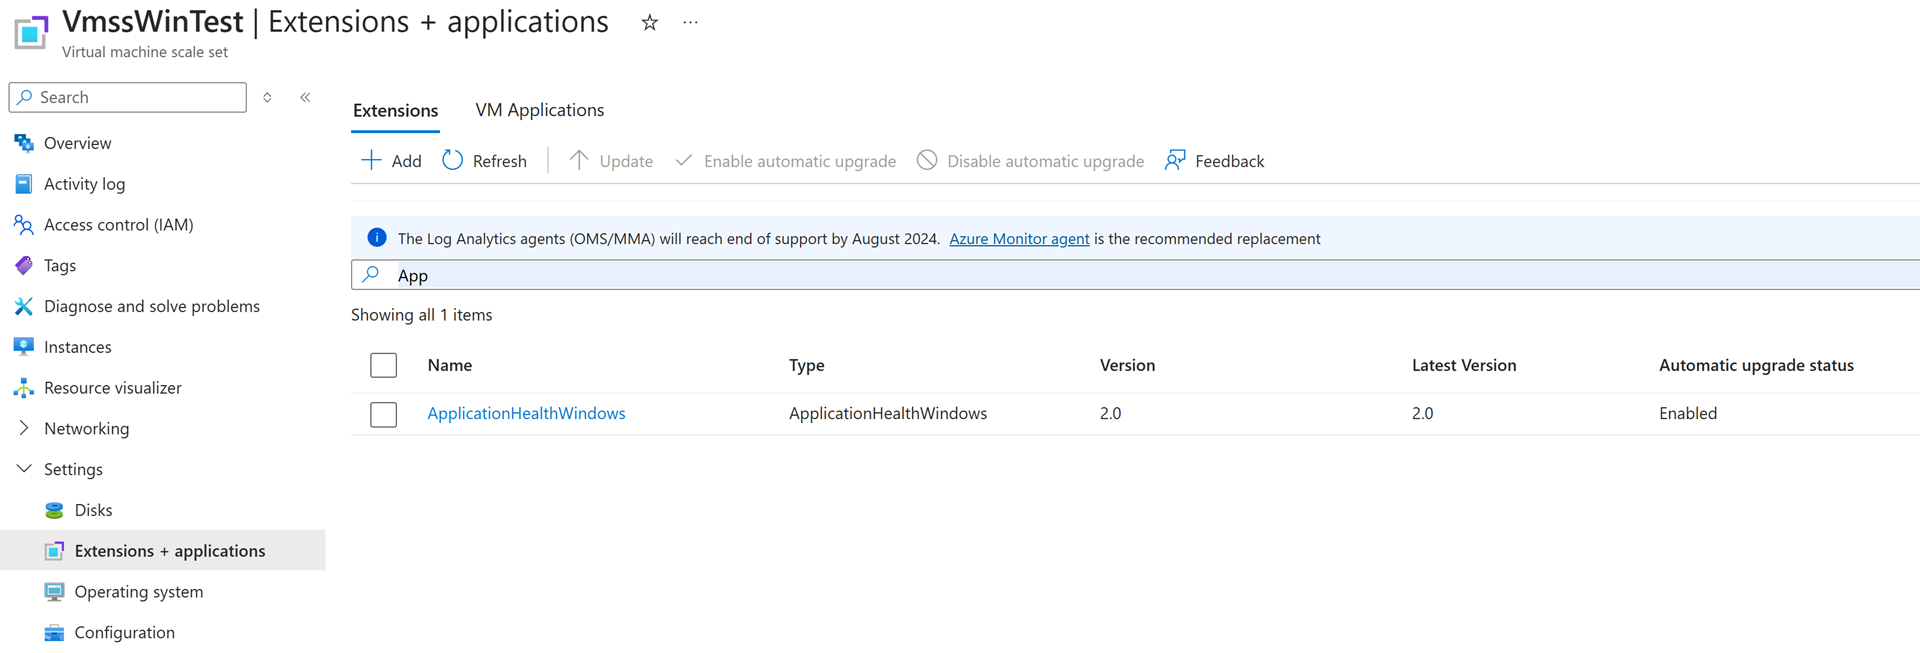 VmssWinTest | Extensions + applications
Virtual machine scale set
Search
Overview
Activity log
Access control (IAM)
Tags
Diagnose and solve problems
Instances
Resource visualizer
Networking
Settings
Disks
Extensions + applications
Operating system
Configuration
Extensions VM Applications
Add Refresh Update Enable automatic upgrade Disable automatic upgrade Feedback
The Log Analytics agents (OMS/MMA) will reach end of support by August 2024. Azure Monitor agent is the recommended replacement
App
Showing all 1 items
Name Type Version Latest Version Automatic upgrade status
ApplicationHealthWindows ApplicationHealthWindows 2.0 2.0 Enabled